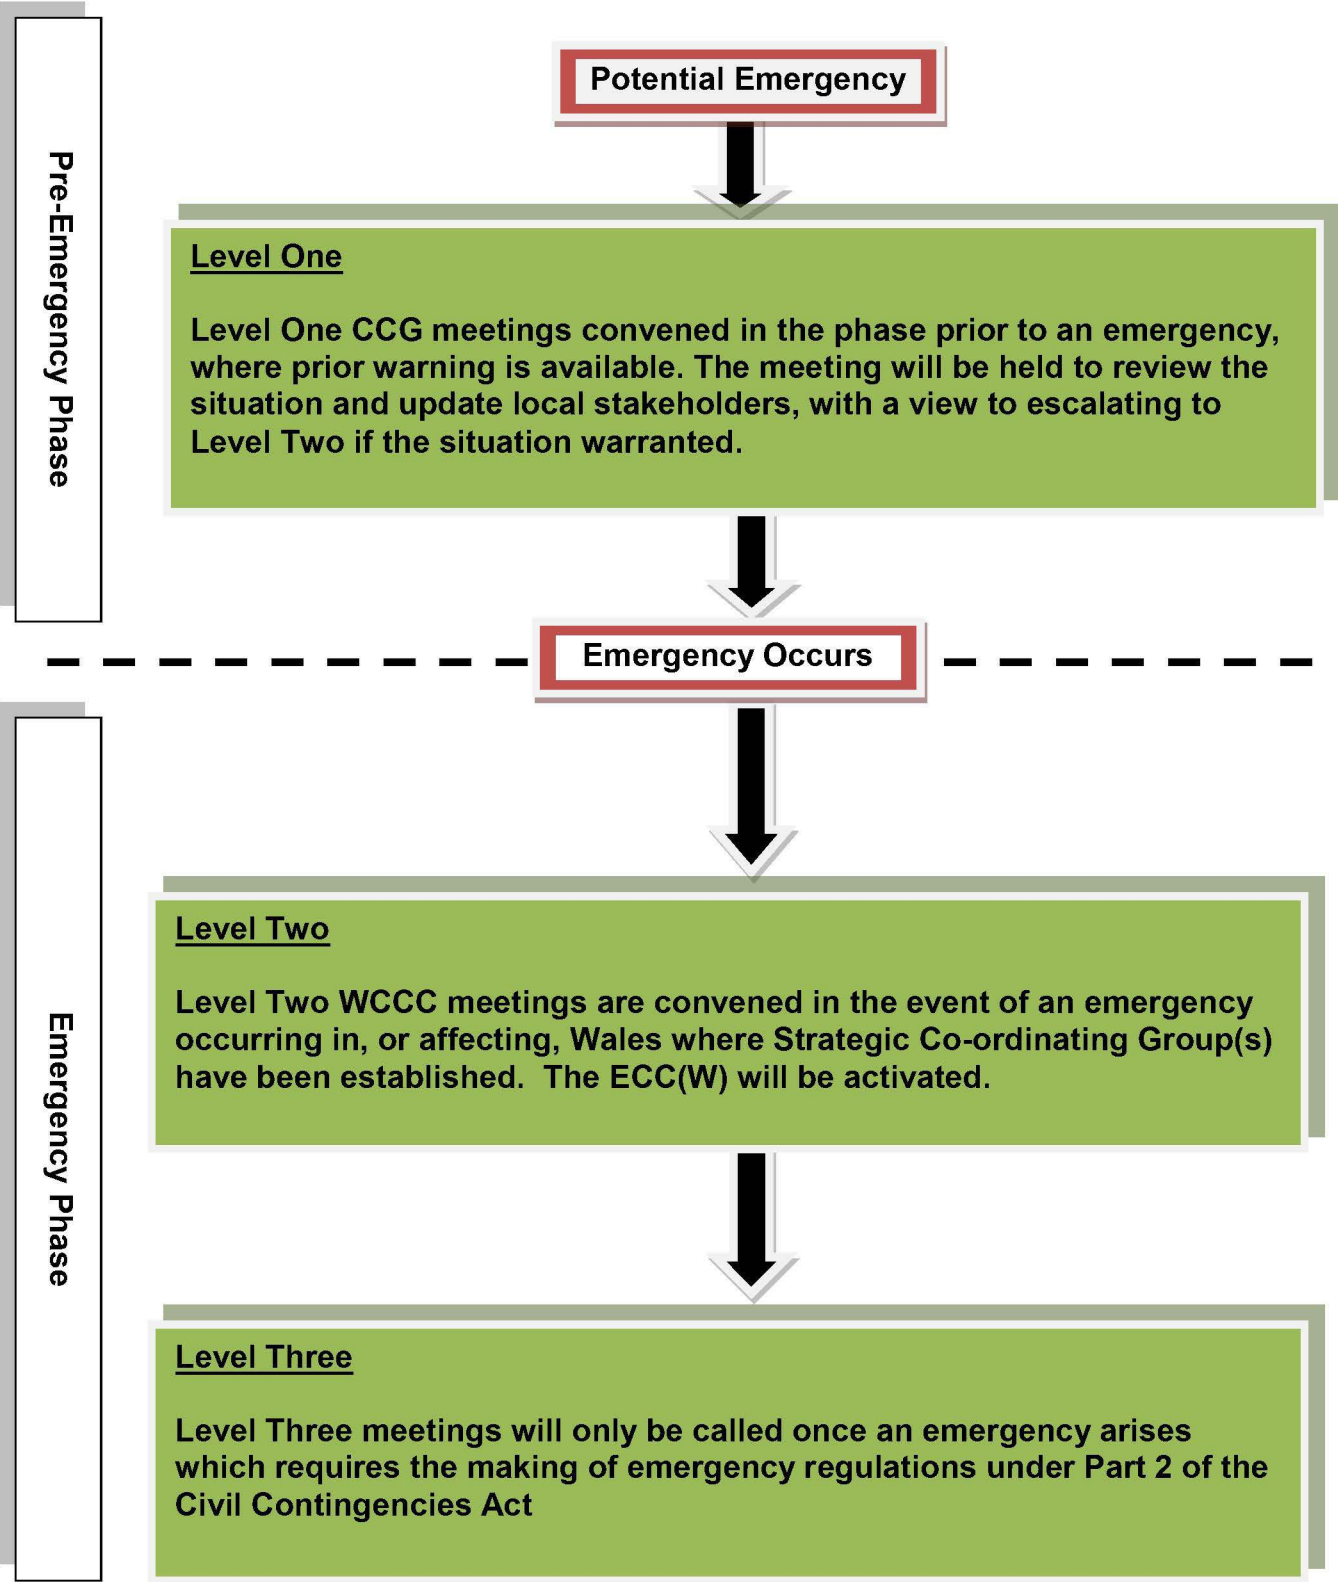 Pre-Emergency Phase
Potential Emergency
Level One
Level One CCG meetings convened in the phase prior to an emergency,
where prior warning is available. The meeting will be held to review the
situation and update local stakeholders, with a view to escalating to
Level Two if the situation warranted.
Emergency Occurs
Emergency Phase
Level Two
Level Two WCCC meetings are convened in the event of an emergency
occurring in, or affecting, Wales where Strategic Co-ordinating Group(s)
have been established.  The ECC(W) will be activated.
Level Three
Level Three meetings will only be called once an emergency arises
which requires the making of emergency regulations under Part 2 of the
Civil Contingencies Act